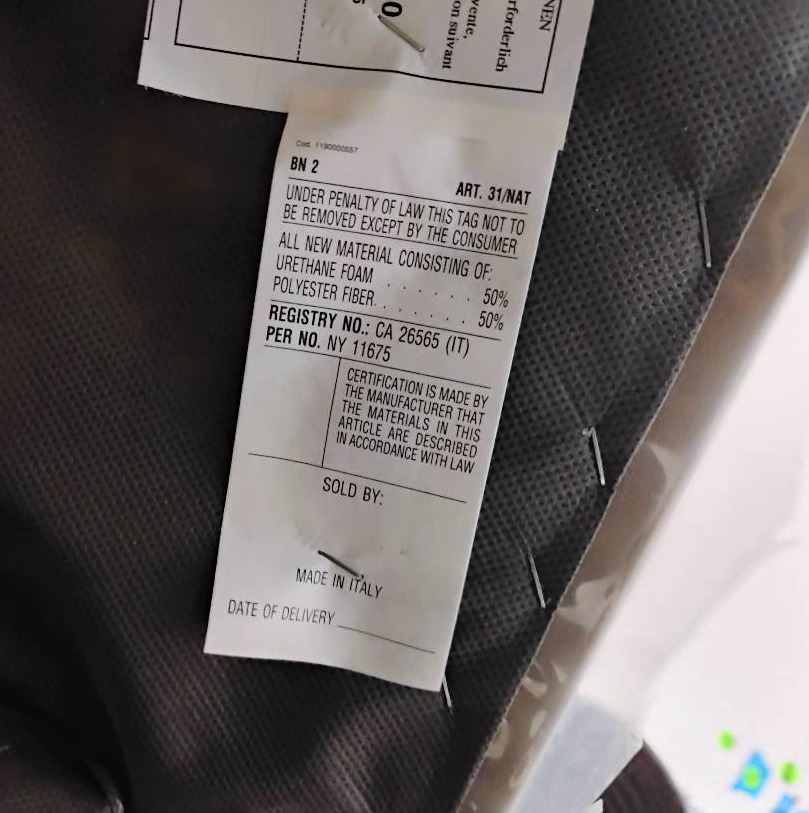 NEN
rforderlich
vente,
on suivant
0
Cod. 1190000557
BN 2
ART. 31/NAT
UNDER PENALTY OF LAW THIS TAG NOT TO
BE REMOVED EXCEPT BY THE CONSUMER
ALL NEW MATERIAL CONSISTING OF:
URETHANE FOAM . . . . . . 50%
POLYESTER FIBER. . . . . . . 50%
REGISTRY NO.: CA 26565 (IT)
PER NO. NY 11675
CERTIFICATION IS MADE BY
THE MANUFACTURER THAT
THE MATERIALS IN THIS
ARTICLE ARE DESCRIBED
IN ACCORDANCE WITH LAW
SOLD BY:
MADE IN ITALY
DATE OF DELIVERY